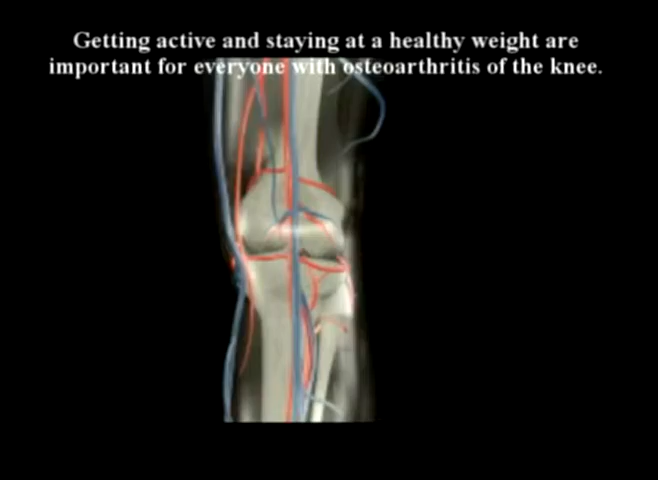 Getting active and staying at a healthy weight are
important for everyone with osteoarthritis of the knee.